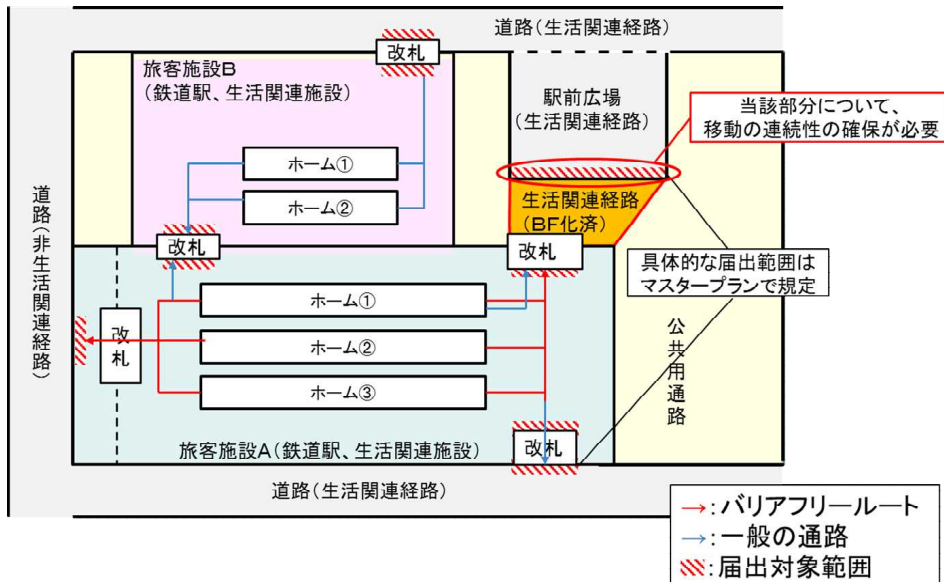 道路(生活関連経路)
改札
旅客施設B
(鉄道駅、生活関連施設)
駅前広場
(生活関連経路)
当該部分について、
移動の連続性の確保が必要
ホーム①
ホーム②
生活関連経路
(BF化済)
道路(非生活関連経路)
改札
改札
具体的な届出範囲は
マスタープランで規定
ホーム①
改札
ホーム②
公共用通路
ホーム③
旅客施設A(鉄道駅、生活関連施設)
改札
道路(生活関連経路)
→:バリアフリールート
→:一般の通路
:届出対象範囲